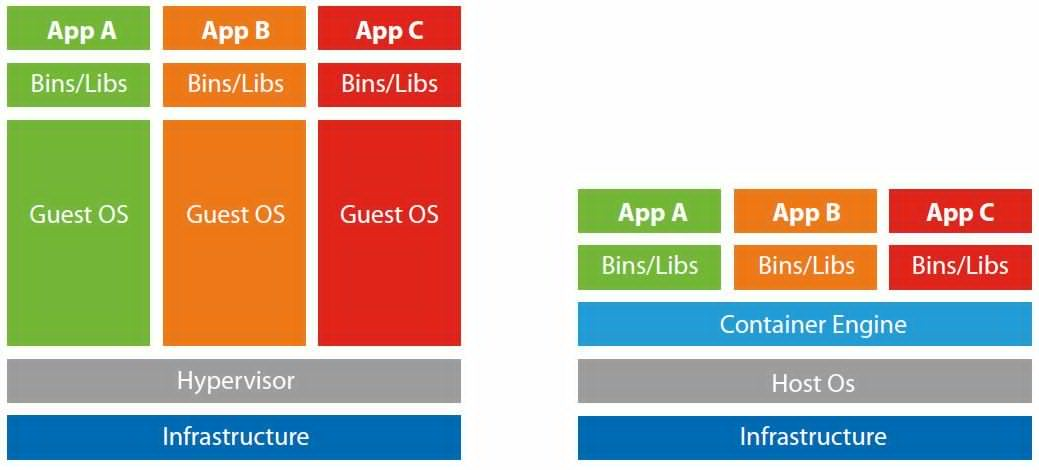 App A
App B
App C
Bins/Libs
Bins/Libs
Bins/Libs
Guest OS
Guest OS
Guest OS
Hypervisor
Infrastructure
App A
App B
App C
Bins/Libs
Bins/Libs
Bins/Libs
Container Engine
Host Os
Infrastructure